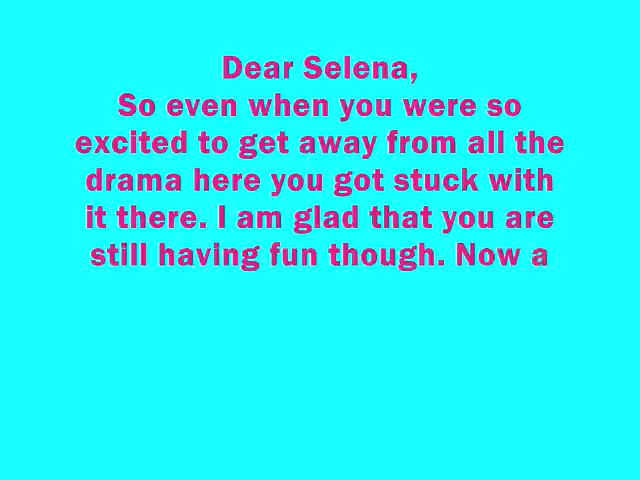 Dear Selena,
So even when you were so
excited to get away from all the
drama here you got stuck with
it there. I am glad that you are
still having fun though. Now a